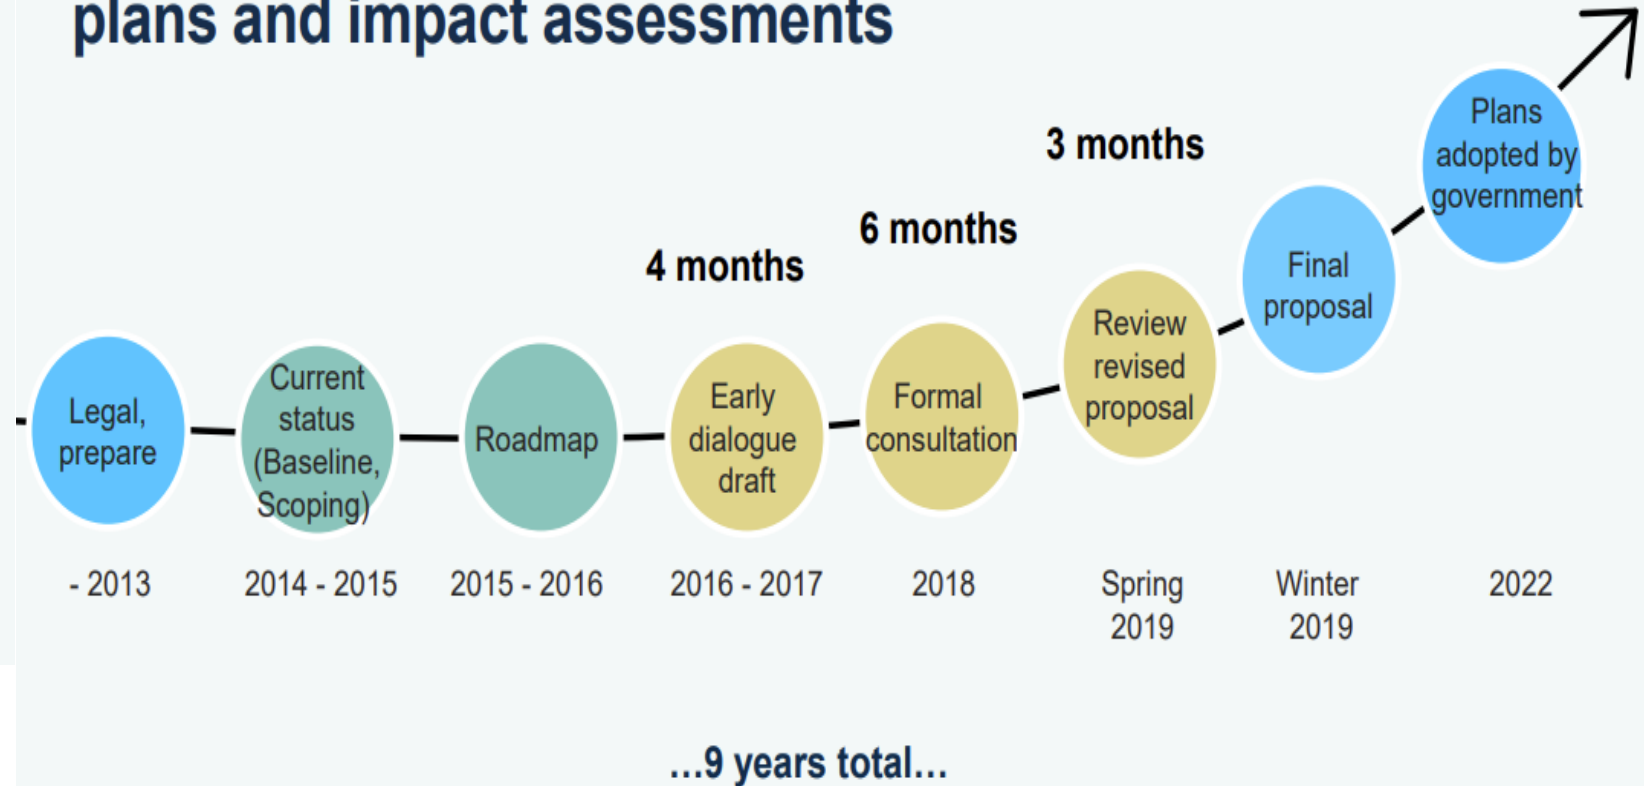 plans and impact assessments
3 months
6 months
4 months
Legal,
prepare
Current
status
(Baseline,
Scoping)
Roadmap
Early
dialogue
draft
Formal
consultation
Review
revised
proposal
Final
proposal
Plans
adopted by
government
- 2013
2014 - 2015
2015 - 2016
2016 - 2017
2018
Spring
2019
Winter
2019
2022
...9 years total...